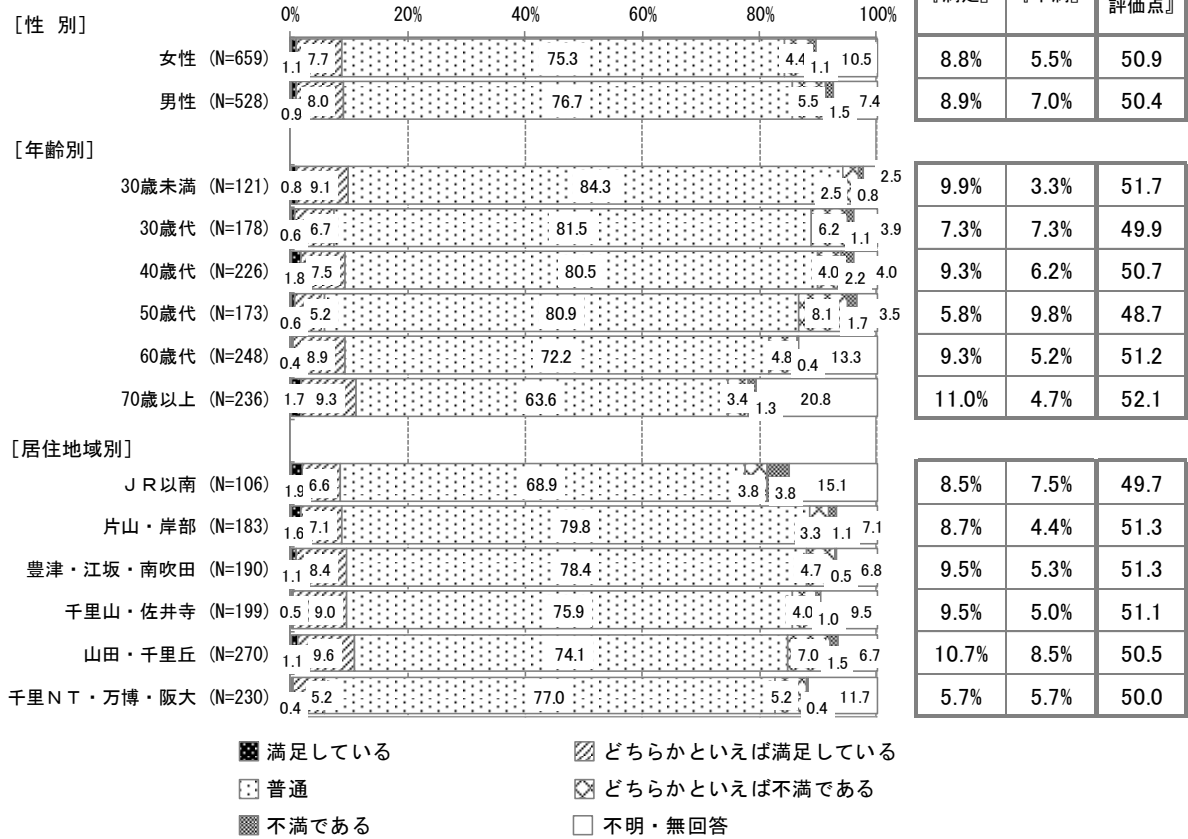 0% 20% 40% 60% 80% 100%
『満足』 『不満』 評価点』
[性 別]
女性 (N=659) 1.1 7.7 75.3 4.4 1.1 10.5 8.8% 5.5% 50.9
男性 (N=528) 0.9 8.0 76.7 5.5 1.5 7.4 8.9% 7.0% 50.4
[年齢別]
30歳未満 (N=121) 0.8 9.1 84.3 2.5 0.8 2.5 9.9% 3.3% 51.7
30歳代 (N=178) 0.6 6.7 81.5 6.2 1.1 3.9 7.3% 7.3% 49.9
40歳代 (N=226) 1.8 7.5 80.5 4.0 2.2 4.0 9.3% 6.2% 50.7
50歳代 (N=173) 0.6 5.2 80.9 8.1 1.7 3.5 5.8% 9.8% 48.7
60歳代 (N=248) 0.4 8.9 72.2 4.8 0.4 13.3 9.3% 5.2% 51.2
70歳以上 (N=236) 1.7 9.3 63.6 3.4 1.3 20.8 11.0% 4.7% 52.1
[居住地域別]
ＪＲ以南 (N=106) 1.9 6.6 68.9 3.8 3.8 15.1 8.5% 7.5% 49.7
片山・岸部 (N=183) 1.6 7.1 79.8 3.3 1.1 7.1 8.7% 4.4% 51.3
豊津・江坂・南吹田 (N=190) 1.1 8.4 78.4 4.7 0.5 6.8 9.5% 5.3% 51.3
千里山・佐井寺 (N=199) 0.5 9.0 75.9 4.0 1.0 9.5 9.5% 5.0% 51.1
山田・千里丘 (N=270) 1.1 9.6 74.1 7.0 1.5 6.7 10.7% 8.5% 50.5
千里ＮＴ・万博・阪大 (N=230) 0.4 5.2 77.0 5.2 0.4 11.7 5.7% 5.7% 50.0
満足している どちらかといえば満足している
普通 どちらかといえば不満である
不満である 不明・無回答